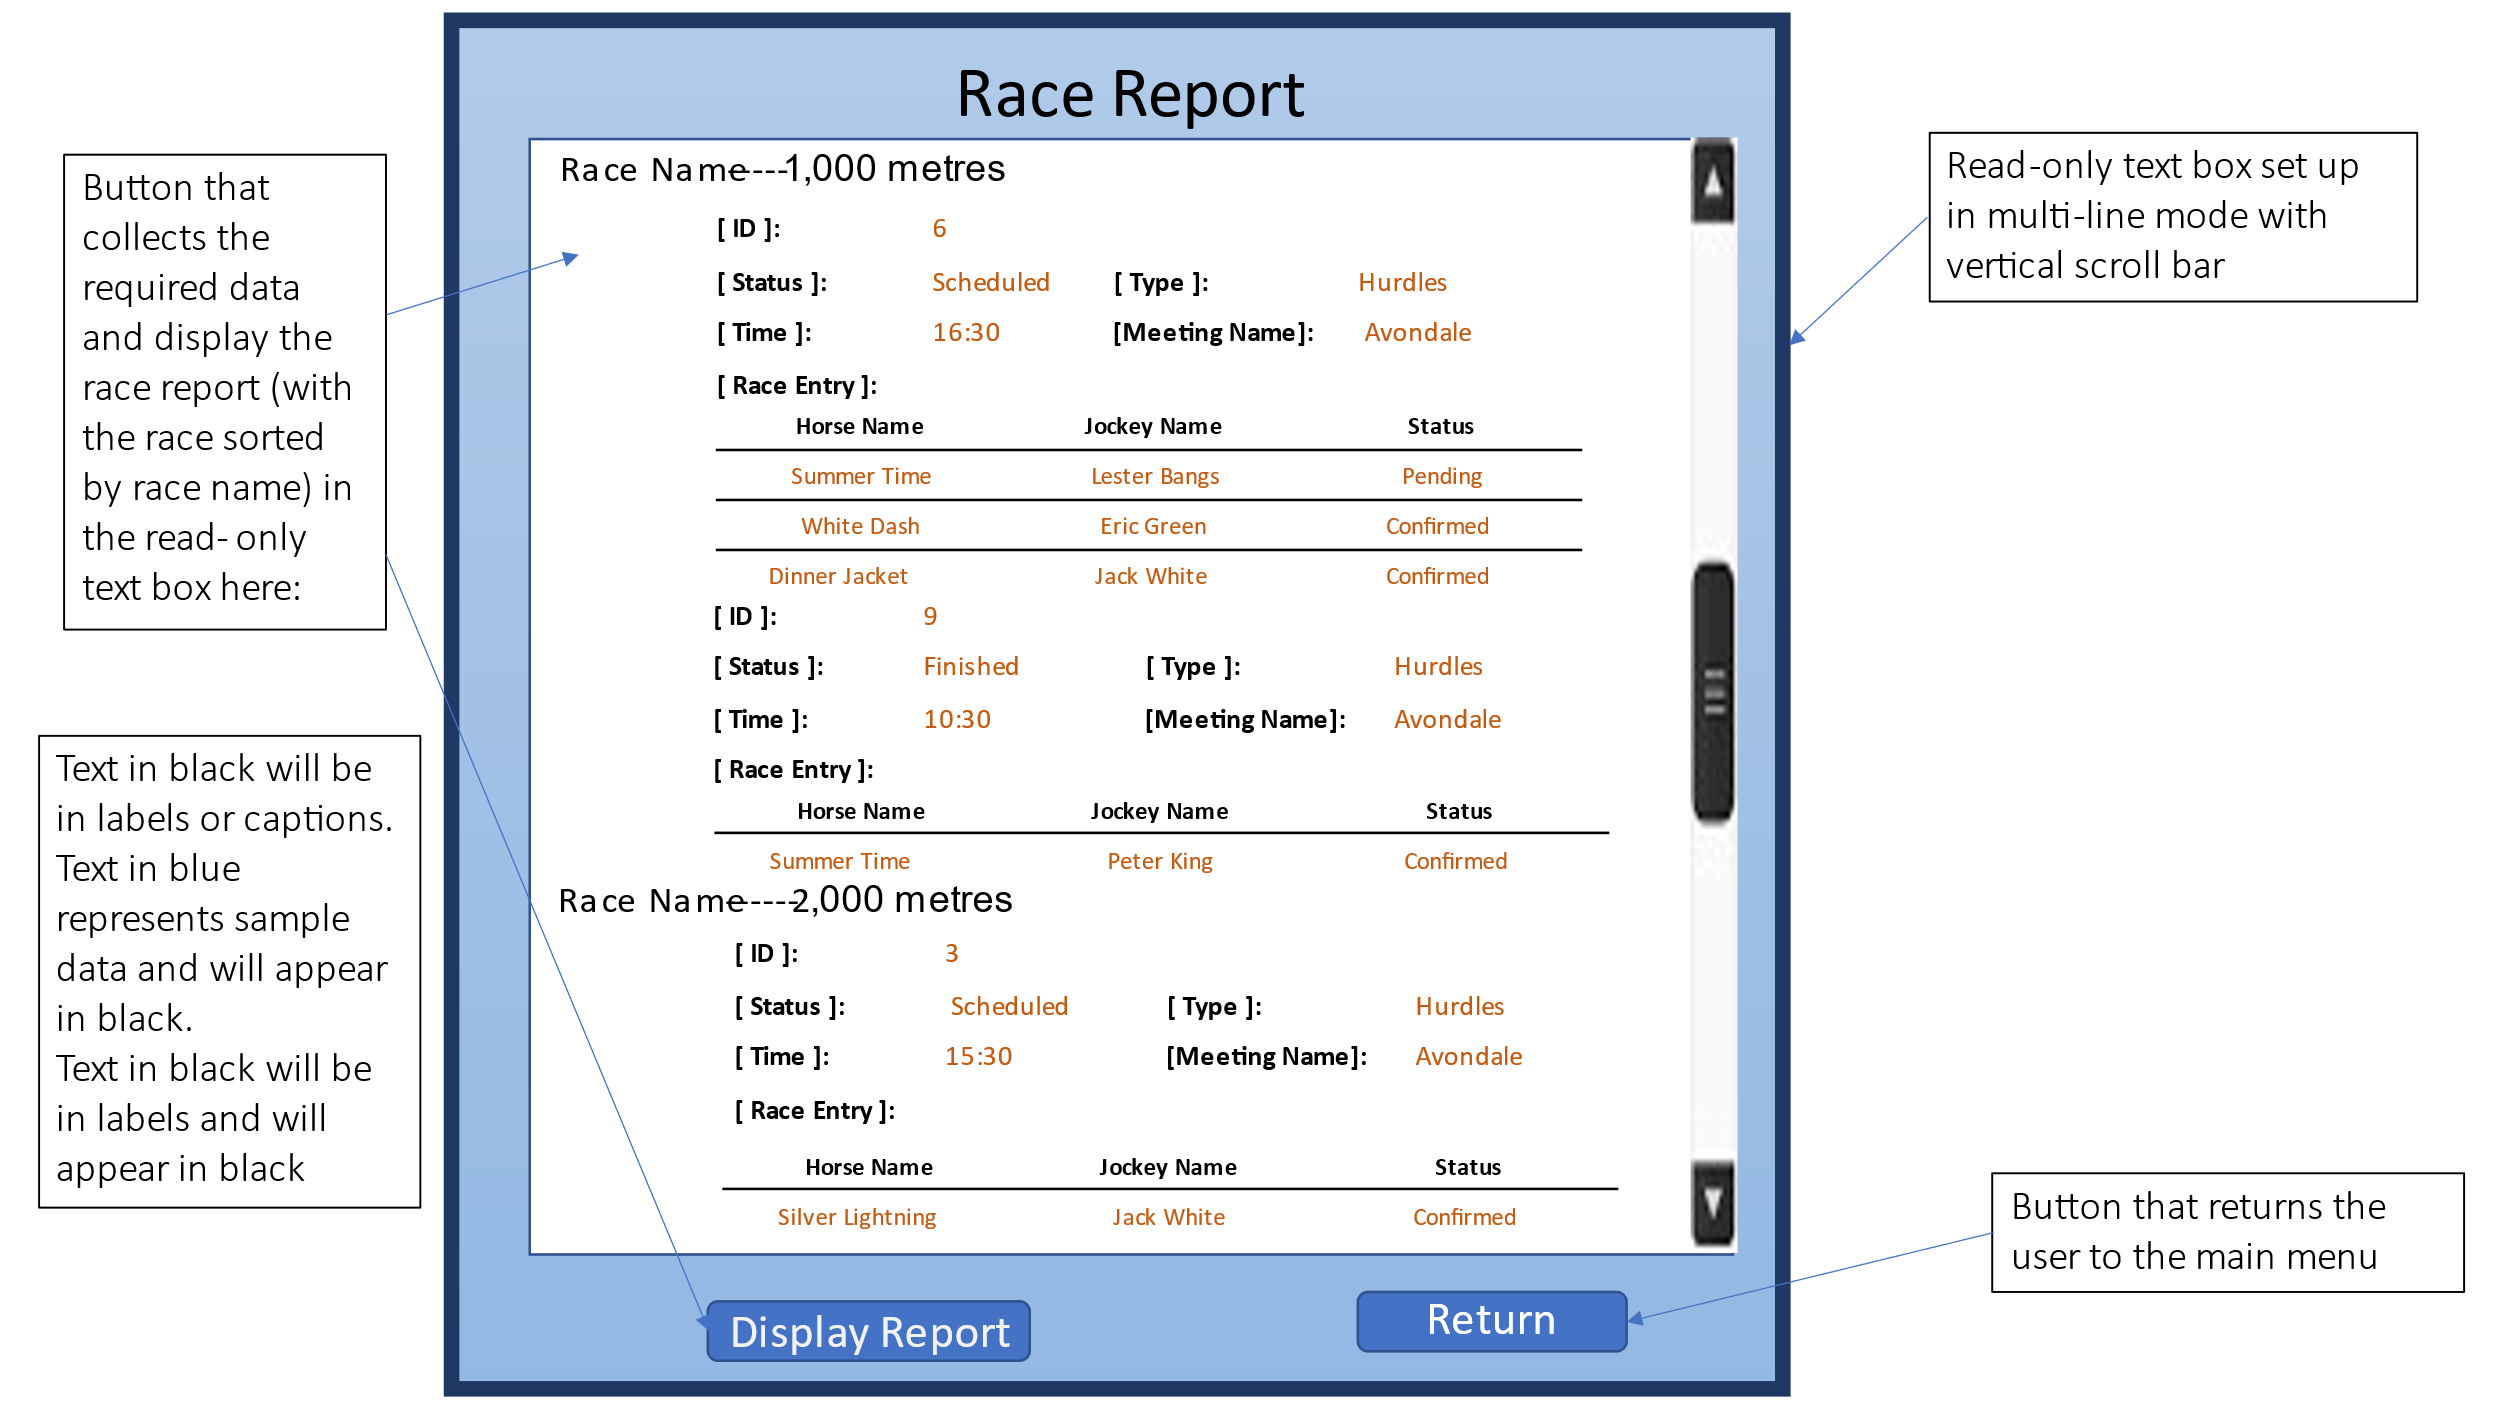 Race Report
Button that
collects the
required data
and display the
race report (with
the race sorted
by race name) in
the read- only
text box here:
Text in black will be
in labels or captions.
Text in blue
represents sample
data and will appear
in black.
Text in black will be
in labels and will
appear in black
Race Name----1,000 metres
[ ID ]: 6
[ Status ]: Scheduled [ Type ]: Hurdles
[ Time ]: 16:30 [Meeting Name]: Avondale
[ Race Entry ]:
Horse Name Jockey Name Status
Summer Time Lester Bangs Pending
White Dash Eric Green Confirmed
Dinner Jacket Jack White Confirmed
[ ID ]: 9
[ Status ]: Finished [ Type ]: Hurdles
[ Time ]: 10:30 [Meeting Name]: Avondale
[ Race Entry ]:
Horse Name Jockey Name Status
Summer Time Peter King Confirmed
Race Name-----2,000 metres
[ ID ]: 3
[ Status ]: Scheduled [ Type ]: Hurdles
[ Time ]: 15:30 [Meeting Name]: Avondale
[ Race Entry ]:
Horse Name Jockey Name Status
Silver Lightning Jack White Confirmed
Display Report Return
Read-only text box set up
in multi-line mode with
vertical scroll bar
Button that returns the
user to the main menu